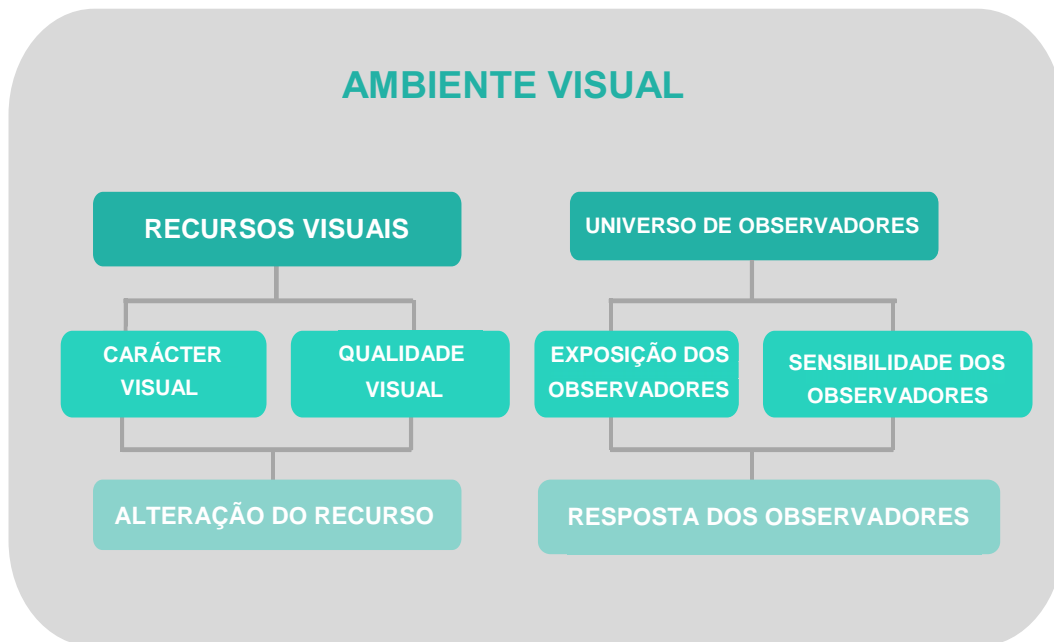 AMBIENTE VISUAL
RECURSOS VISUAIS
UNIVERSO DE OBSERVADORES
CARÁCTER
VISUAL
QUALIDADE
VISUAL
EXPOSIÇÃO DOS
OBSERVADORES
SENSIBILIDADE DOS
OBSERVADORES
ALTERAÇÃO DO RECURSO
RESPOSTA DOS OBSERVADORES